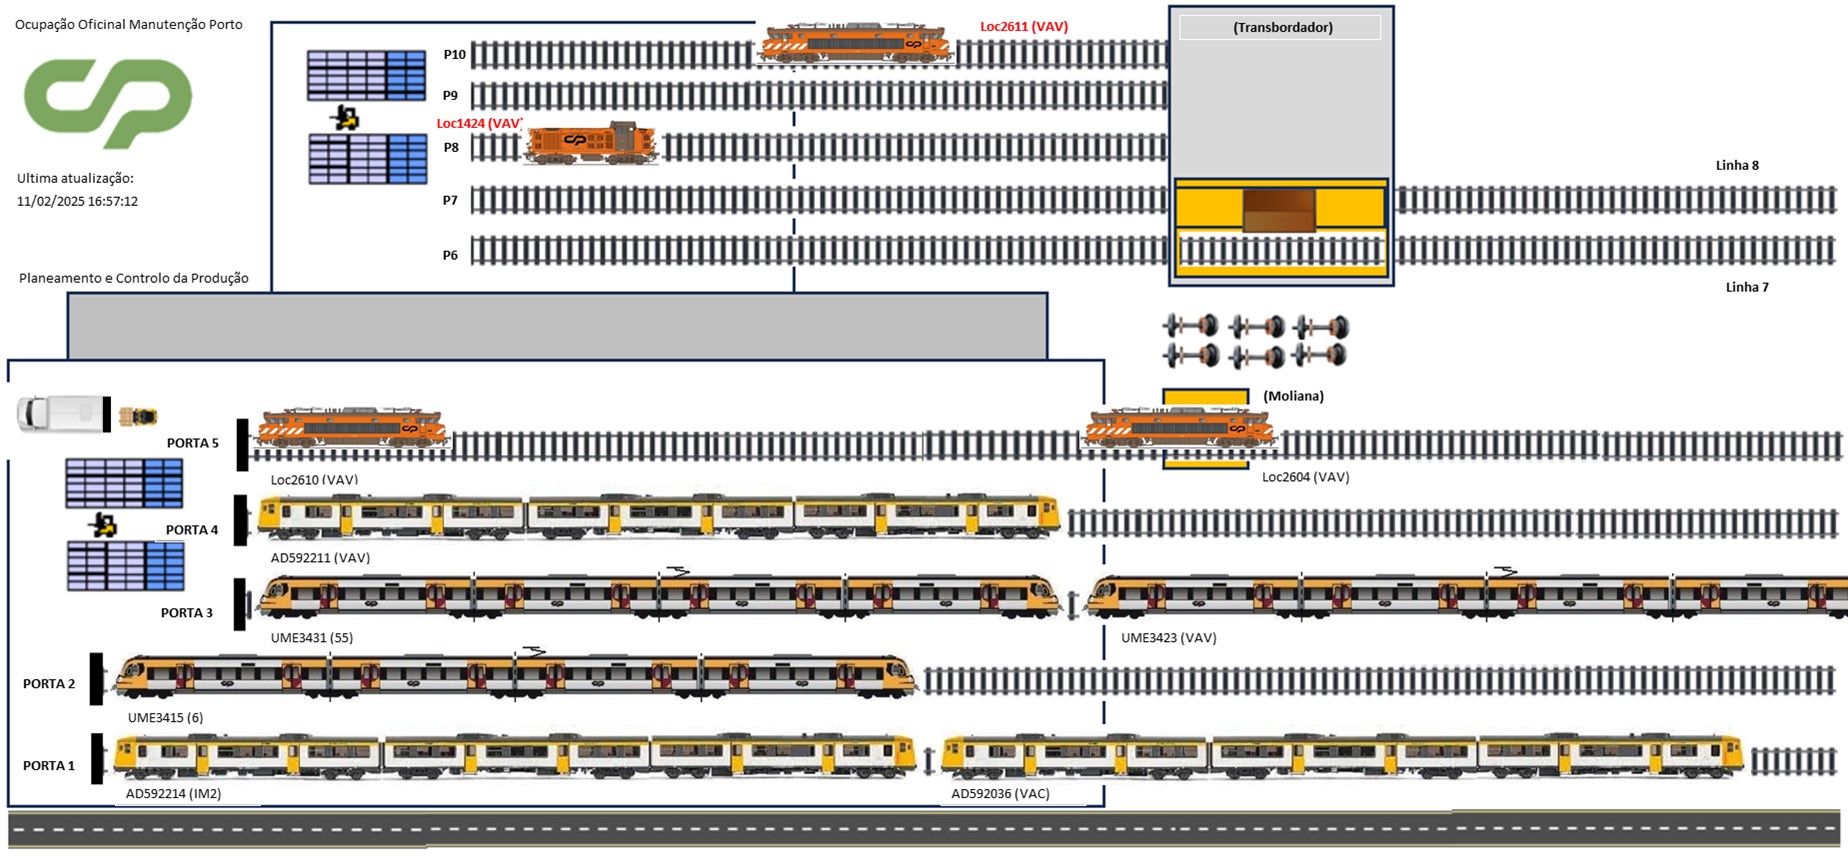 Ocupação Oficinal Manutenção Porto
Loc2611 (VAV)
(Transbordador)
P10
P9
Loc1424 (VAV)
P8
Ultima atualização:
11/02/2025 16:57:12
Linha 8
P7
P6
Planeamento e Controlo da Produção
Linha 7
(Moliana)
PORTA 5
Loc2610 (VAV)
Loc2604 (VAV)
PORTA 4
AD592211 (VAV)
PORTA 3
UME3431 (55)
UME3423 (VAV)
PORTA 2
UME3415 (6)
PORTA 1
AD592214 (IM2)
AD592036 (VAC)